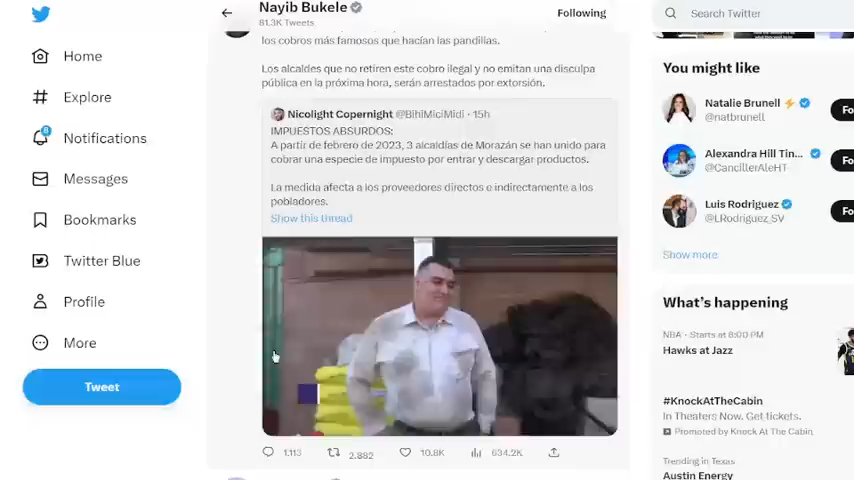 Home
Explore
8
Notifications
Messages
Bookmarks
Twitter Blue
Profile
More
Tweet
Nayib Bukele
81.3K Tweets
Following
los cobros más famosos que hacían las pandillas.
Los alcaldes que no retiren este cobro ilegal y no emitan una disculpa
pública en la próxima hora, serán arrestados por extorsión.
Nicolight Copernight @BihiMiciMidi · 15h
IMPUESTOS ABSURDOS:
A partir de febrero de 2023, 3 alcaldías de Morazán se han unido para
cobrar una especie de impuesto por entrar y descargar productos.
La medida afecta a los proveedores directos e indirectamente a los
pobladores.
Show this thread
1,113
2,882
10.8K
634.2K
Search Twitter
You might like
Natalie Brunell
@natbrunell
Fo
Alexandra Hill Tin...
@CancillerAleHT
Fo
Luis Rodriguez
@LRodriguez_SV
Fo
Show more
What's happening
NBA · Starts at 8:00 PM
Hawks at Jazz
#KnockAtTheCabin
In Theaters Now. Get tickets.
Promoted by Knock At The Cabin
Trending in Texas
Austin Energy